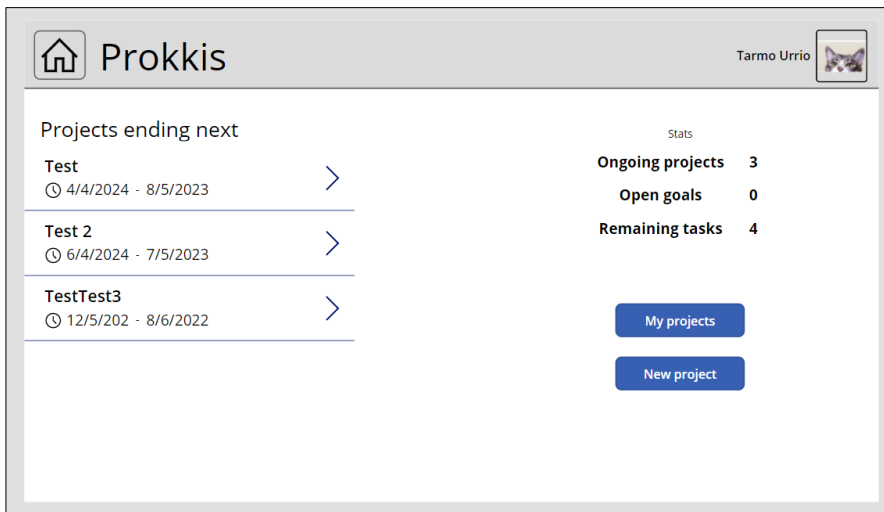 Prokkis
Tarmo Urrio
Projects ending next
Test
4/4/2024 - 8/5/2023
Test 2
6/4/2024 - 7/5/2023
TestTest3
12/5/202 - 8/6/2022
Stats
Ongoing projects 3
Open goals 0
Remaining tasks 4
My projects
New project